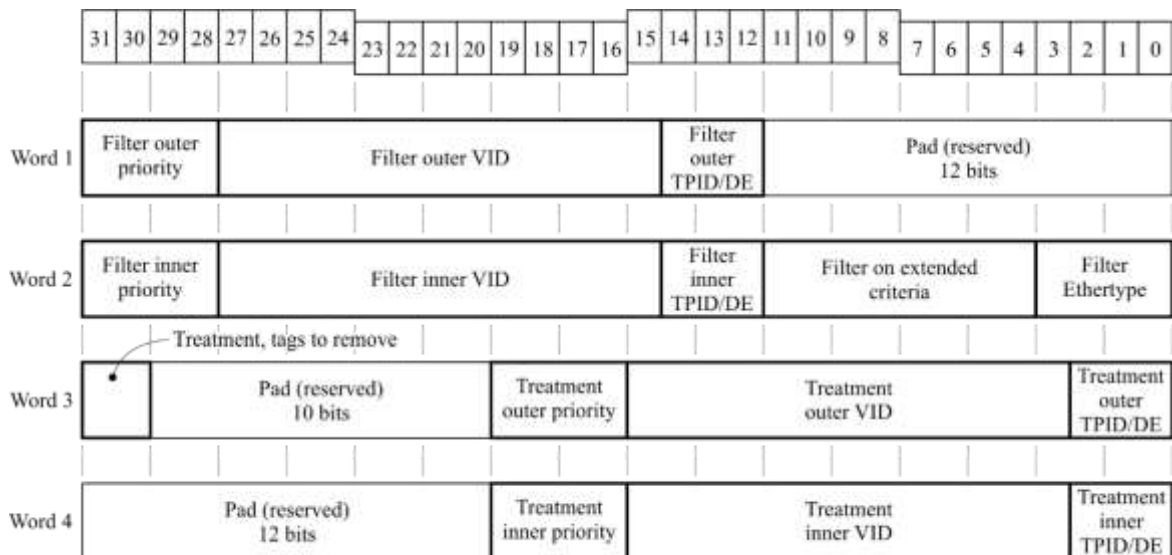 31 30 29 28 27 26 25 24 23 22 21 20 19 18 17 16 15 14 13 12 11 10 9 8 7 6 5 4 3 2 1 0
Word 1
Filter outer
priority
Filter outer VID
Filter
outer
TPID/DE
Pad (reserved)
12 bits
Word 2
Filter inner
priority
Filter inner VID
Filter
inner
TPID/DE
Filter on extended
criteria
Filter
Ethertype
Treatment, tags to remove
Word 3
Pad (reserved)
10 bits
Treatment
outer priority
Treatment
outer VID
Treatment
outer
TPID/DE
Word 4
Pad (reserved)
12 bits
Treatment
inner priority
Treatment
inner VID
Treatment
inner
TPID/DE